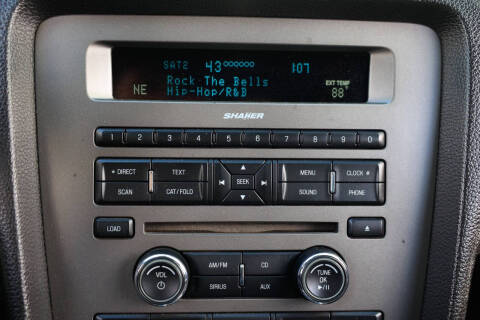 SAT2 43 107
Rock The Bells EXT TEMP
NE Hip-Hop/R&B 88°
SHAKER
1 2 3 4 5 6 7 8 9 0
DIRECT TEXT MENU CLOCK #
SEEK
SCAN CAT/FOLD SOUND PHONE
LOAD
AM/FM CD
VOL TUNE
OK
SIRIUS AUX